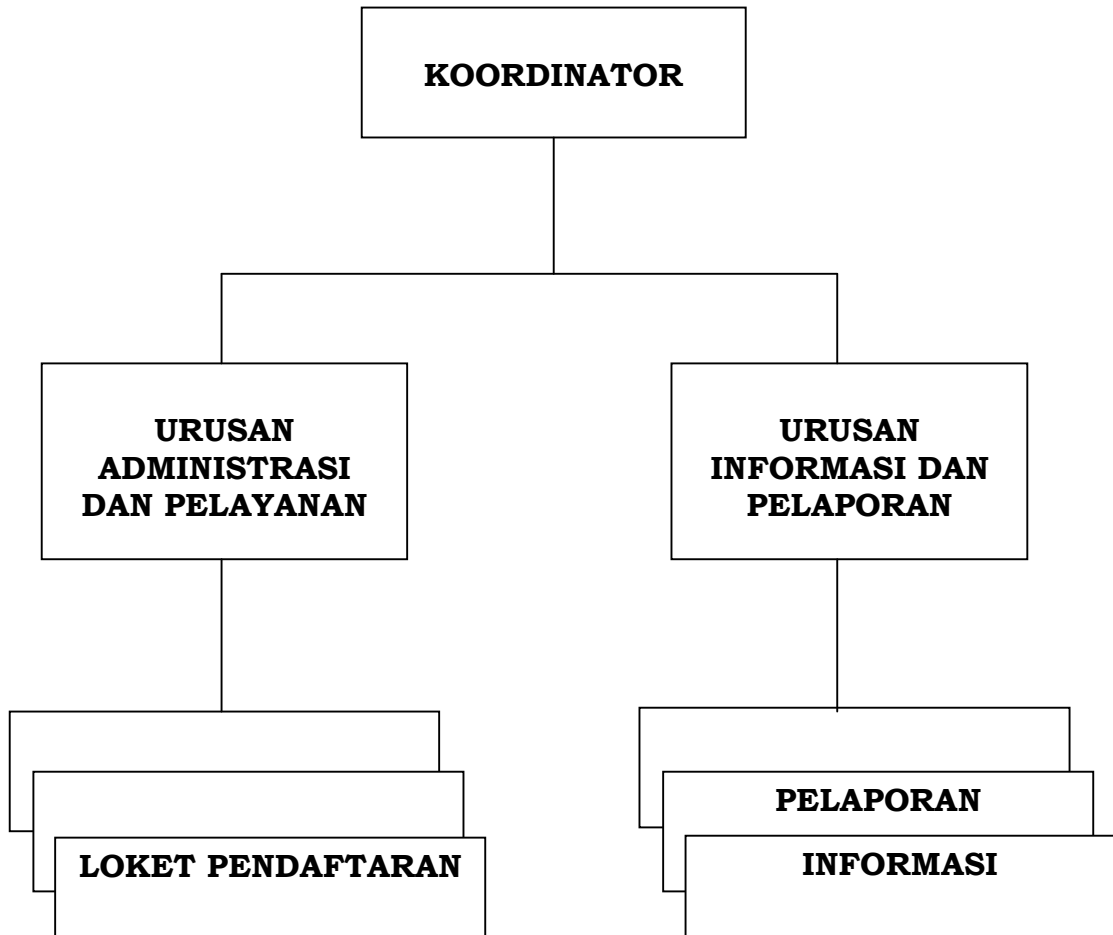 KOORDINATOR
URUSAN
ADMINISTRASI
DAN PELAYANAN
URUSAN
INFORMASI DAN
PELAPORAN
LOKET PENDAFTARAN
PELAPORAN
INFORMASI